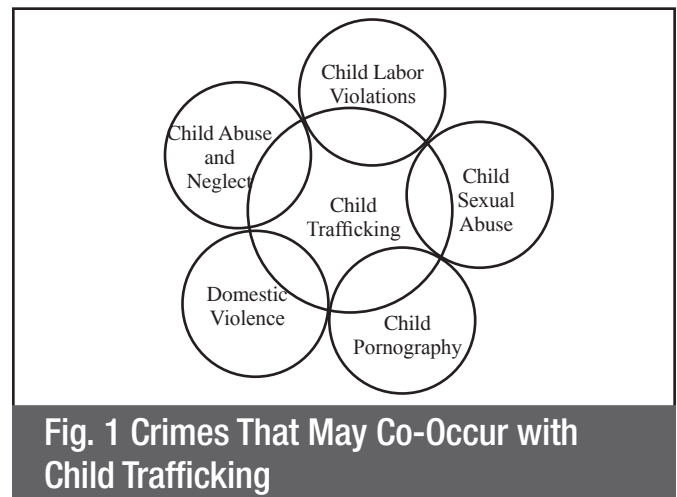 Child Labor
Violations
Child Abuse
and
Neglect
Child
Sexual
Abuse
Child
Trafficking
Domestic
Violence
Child
Pornography
Fig. 1 Crimes That May Co-Occur with
Child Trafficking